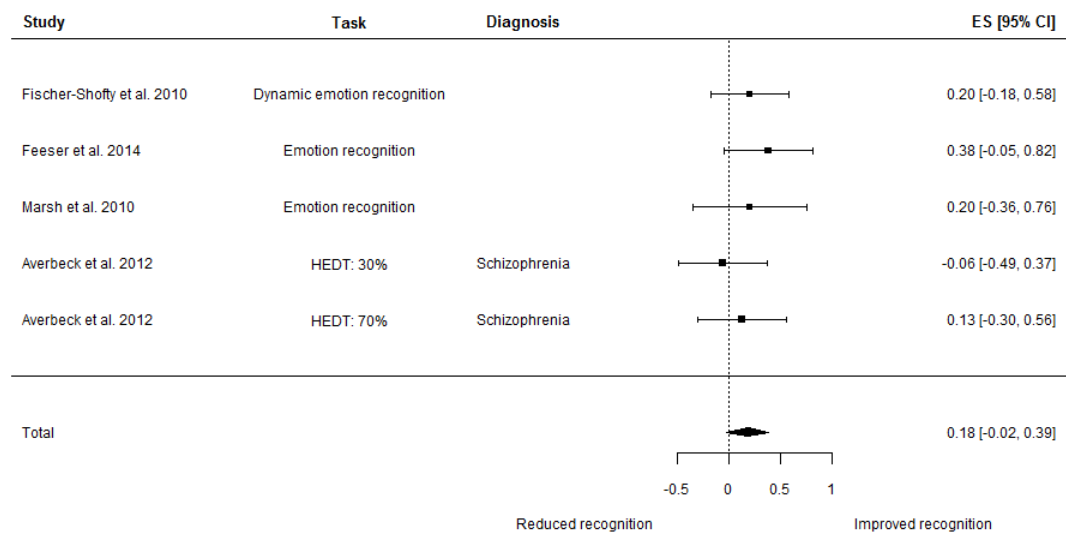 Study Task Diagnosis ES [95% CI]
Fischer-Shofty et al. 2010 Dynamic emotion recognition 0.20 [-0.18, 0.58]
Feeser et al. 2014 Emotion recognition 0.38 [-0.05, 0.82]
Marsh et al. 2010 Emotion recognition 0.20 [-0.36, 0.76]
Averbeck et al. 2012 HEDT: 30% Schizophrenia -0.06 [-0.49, 0.37]
Averbeck et al. 2012 HEDT: 70% Schizophrenia 0.13 [-0.30, 0.56]
Total 0.18 [-0.02, 0.39]
-0.5 0 0.5 1
Reduced recognition Improved recognition